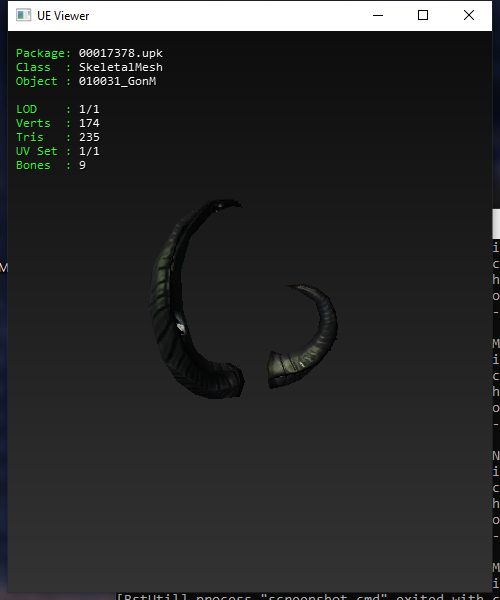 UE Viewer
Package: 00017378.upk
Class : SkeletalMesh
Object : 010031_GonM
LOD : 1/1
Verts : 174
Tris : 235
UV Set : 1/1
Bones : 9
M
i
c
h
o
-
M
i
c
h
o
-
N
i
c
h
o
-
M
i
[BstUtil] process "screenshot.cmd" exited with c